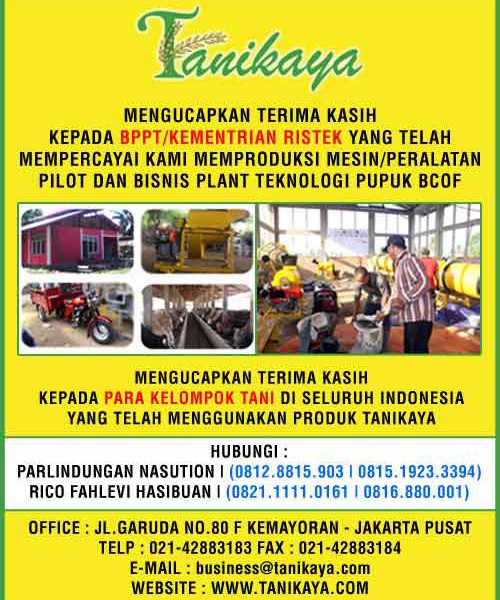 Tanikaya
MENGUCAPKAN TERIMA KASIH
KEPADA BPPT/KEMENTRIAN RISTEK YANG TELAH
MEMPERCAYAI KAMI MEMPRODUKSI MESIN/PERALATAN
PILOT DAN BISNIS PLANT TEKNOLOGI PUPUK BCOF
MENGUCAPKAN TERIMA KASIH
KEPADA PARA KELOMPOK TANI DI SELURUH INDONESIA
YANG TELAH MENGGUNAKAN PRODUK TANIKAYA
HUBUNGI :
PARLINDUNGAN NASUTION | (0812.8815.903 | 0815.1923.3394)
RICO FAHLEVI HASIBUAN | (0821.1111.0161 | 0816.880.001)
OFFICE : JL.GARUDA NO.80 F KEMAYORAN - JAKARTA PUSAT
TELP : 021-42883183 FAX : 021-42883184
E-MAIL : business@tanikaya.com
WEBSITE : WWW.TANIKAYA.COM